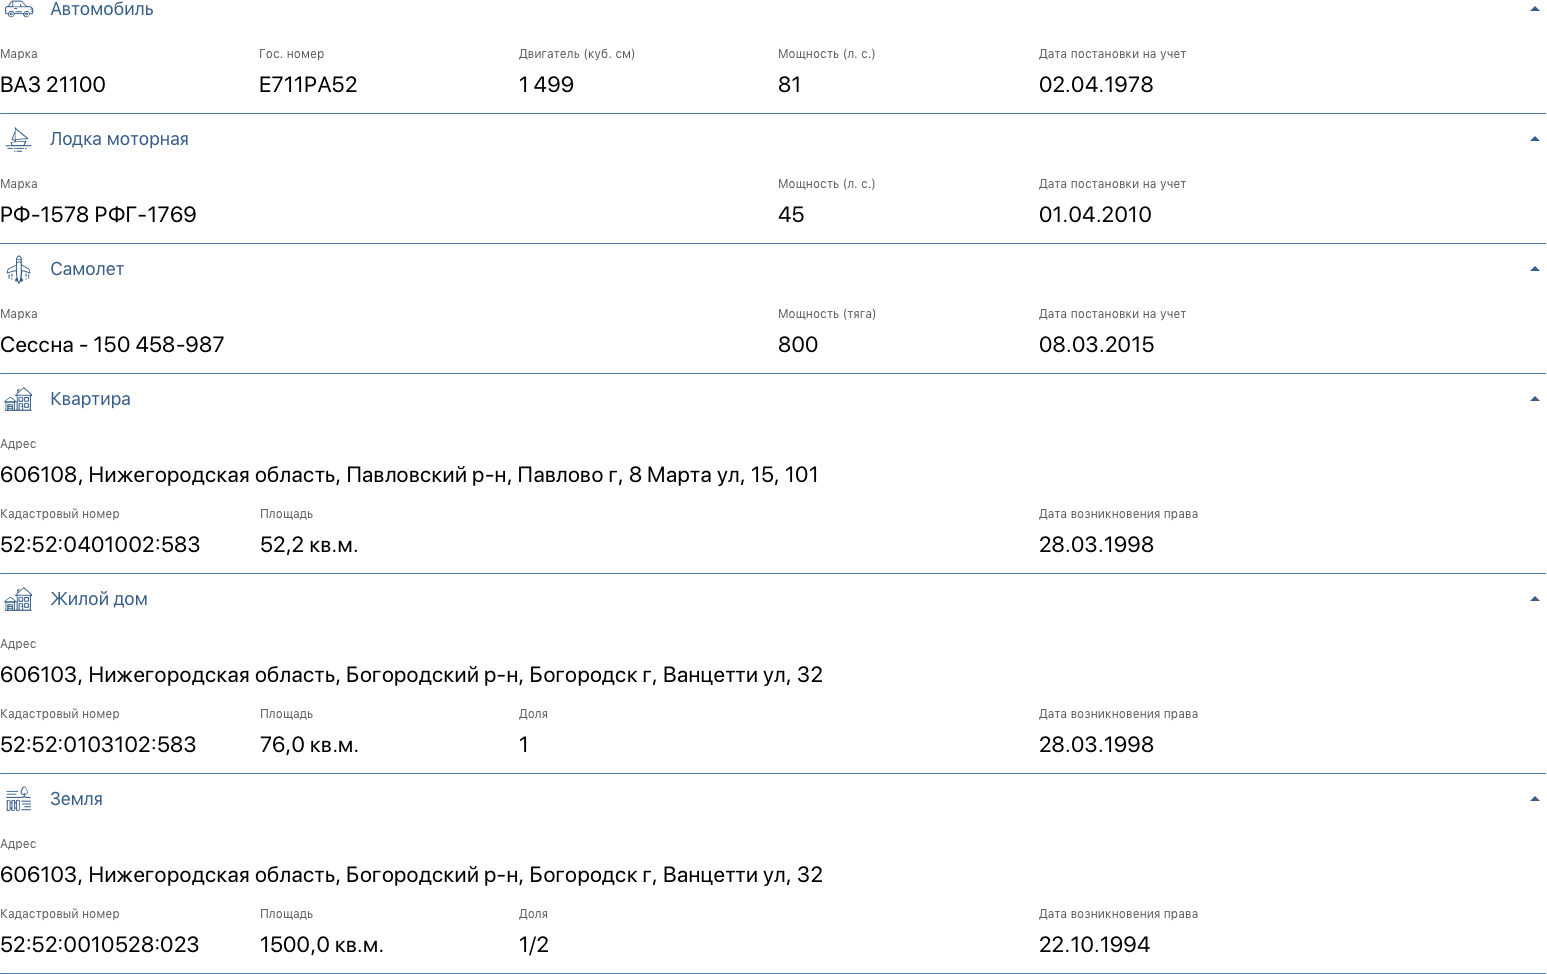 Автомобиль
Марка Гос. номер Двигатель (куб. см) Мощность (л. с.) Дата постановки на учет
ВАЗ 21100 Е711РА52 1 499 81 02.04.1978
Лодка моторная
Марка Мощность (л. с.) Дата постановки на учет
РФ-1578 РФГ-1769 45 01.04.2010
Самолет
Марка Мощность (тяга) Дата постановки на учет
Сессна - 150 458-987 800 08.03.2015
Квартира
Адрес
606108, Нижегородская область, Павловский р-н, Павлово г, 8 Марта ул, 15, 101
Кадастровый номер Площадь Дата возникновения права
52:52:0401002:583 52,2 кв.м. 28.03.1998
Жилой дом
Адрес
606103, Нижегородская область, Богородский р-н, Богородск г, Ванцетти ул, 32
Кадастровый номер Площадь Доля Дата возникновения права
52:52:0103102:583 76,0 кв.м. 1 28.03.1998
Земля
Адрес
606103, Нижегородская область, Богородский р-н, Богородск г, Ванцетти ул, 32
Кадастровый номер Площадь Доля Дата возникновения права
52:52:0010528:023 1500,0 кв.м. 1/2 22.10.1994